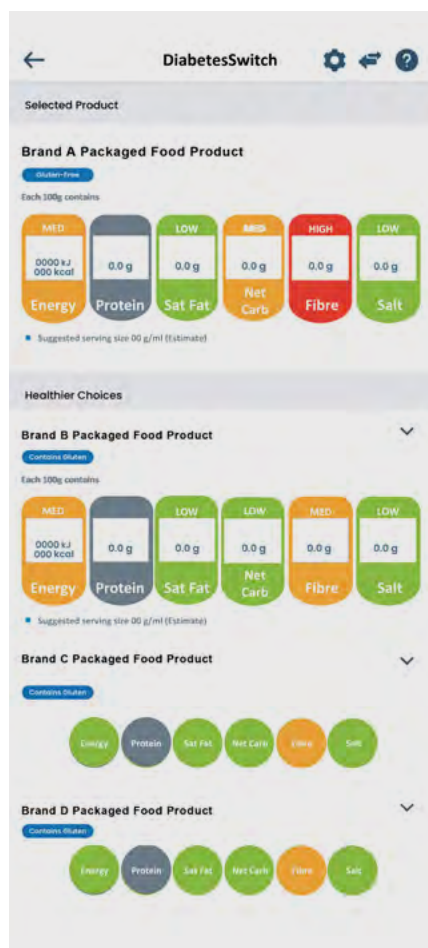 DiabetesSwitch
Selected Product
Brand A Packaged Food Product
Gluten-Free
Each 100g contains
MED LOW MED HIGH LOW
0000 kJ
000 kcal 0.0 g 0.0 g 0.0 g 0.0 g 0.0 g
Energy Protein Sat Fat Net Carb Fibre Salt
Suggested serving size 00 g/ml (Estimate)
Healthier Choices
Brand B Packaged Food Product
Contains Gluten
Each 100g contains
MED LOW LOW MED LOW
0000 kJ
000 kcal 0.0 g 0.0 g 0.0 g 0.0 g 0.0 g
Energy Protein Sat Fat Net Carb Fibre Salt
Suggested serving size 00 g/ml (Estimate)
Brand C Packaged Food Product
Contains Gluten
Energy Protein Sat Fat Net Carb Fibre Salt
Brand D Packaged Food Product
Contains Gluten
Energy Protein Sat Fat Net Carb Fibre Salt